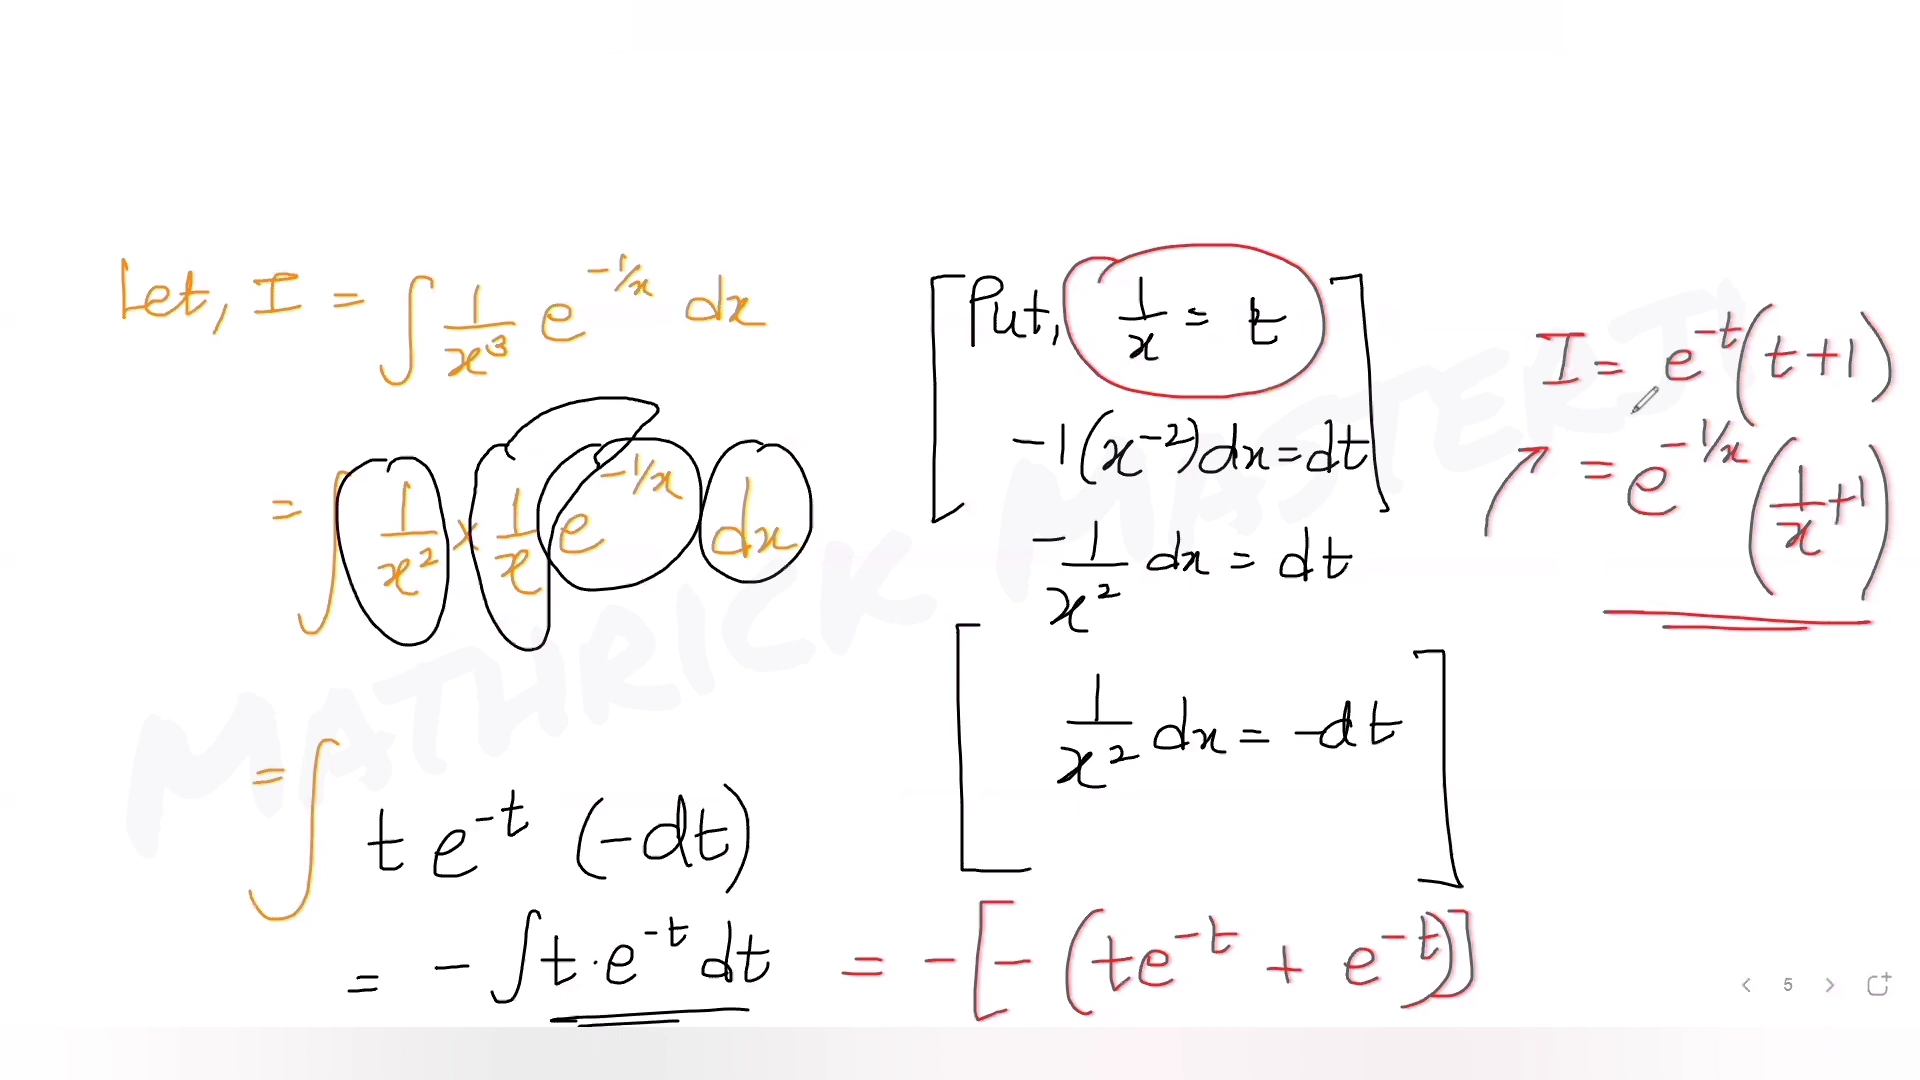 Let, I = ∫ 1/x³ e^(-1/x) dx
= ∫ 1/x² × 1/x e^(-1/x) dx
= ∫ t e^(-t) (-dt)
= - ∫ t · e^(-t) dt = - [- (te^(-t) + e^(-t))]
[Put, 1/x = t
-1(x^(-2))dx = dt]
-1/x² dx = dt
[1/x² dx = -dt]
I = e^(-t) (t+1)
= e^(-1/x) (1/x + 1)
MATHRICK MASTERJI
5